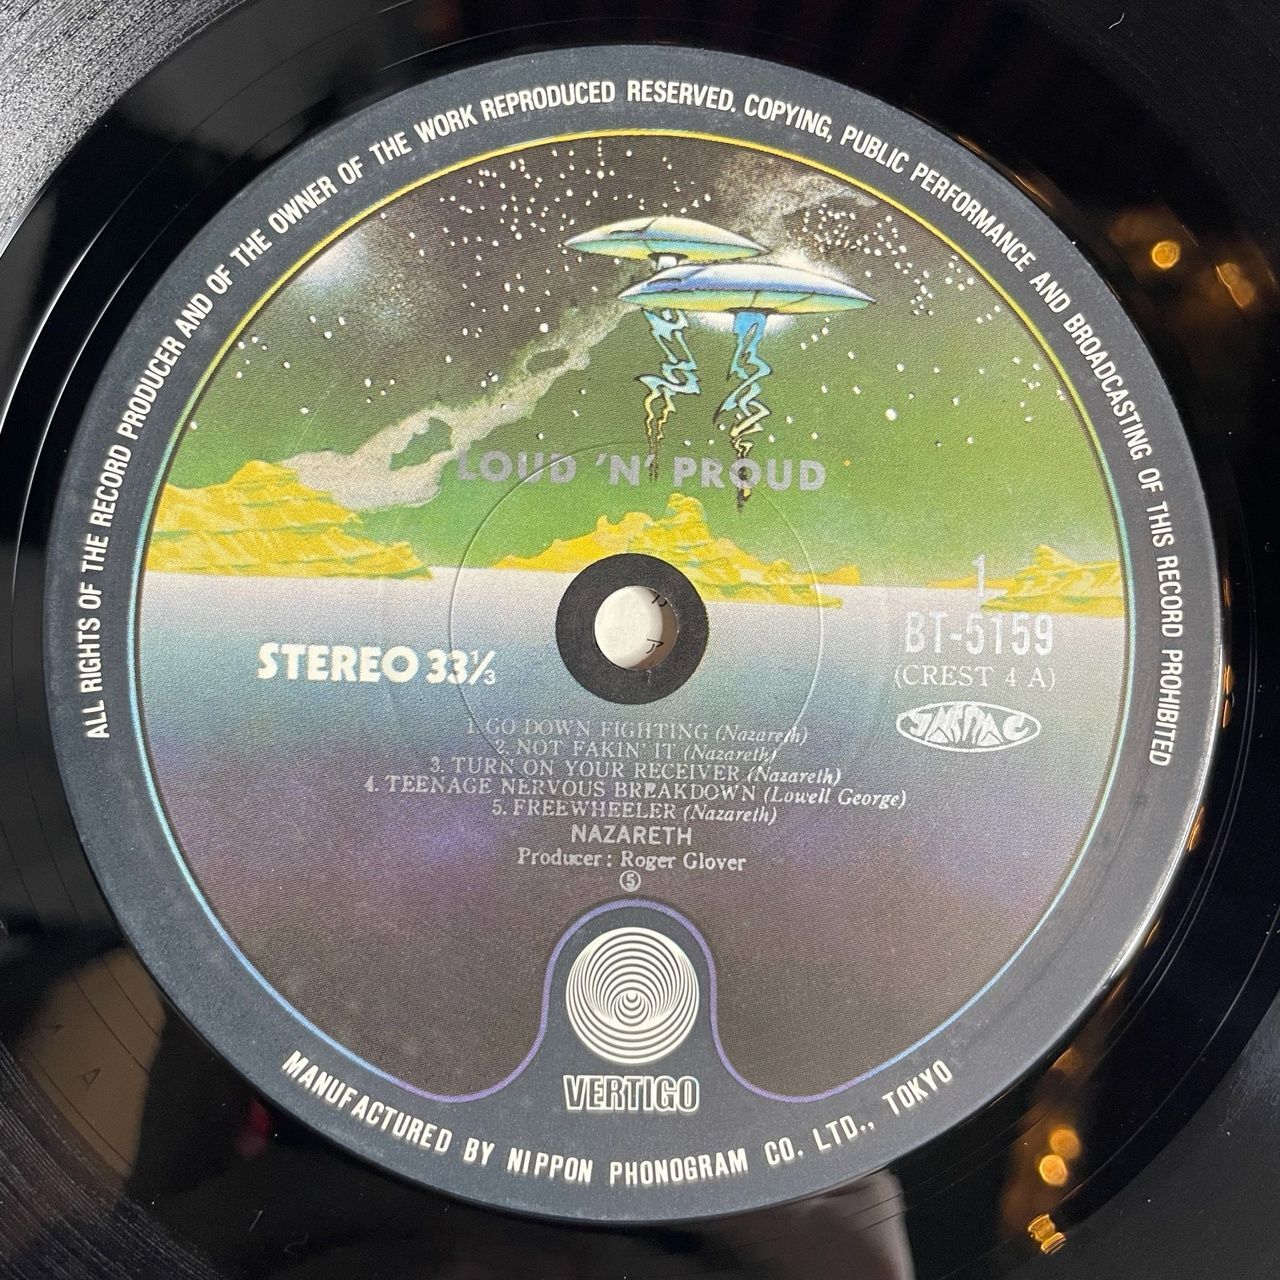 ALL RIGHTS OF THE RECORD PRODUCER AND OF THE OWNER OF THE WORK REPRODUCED RESERVED. COPYING, PUBLIC PERFORMANCE AND BROADCASTING OF THIS RECORD PROHIBITED
LOUD 'N' PROUD
1
BT-5159
(CREST 4 A)
JASRAC
STEREO 33⅓
1. GO DOWN FIGHTING (Nazareth)
2. NOT FAKIN' IT (Nazareth)
3. TURN ON YOUR RECEIVER (Nazareth)
4. TEENAGE NERVOUS BREAKDOWN (Lowell George)
5. FREEWHEELER (Nazareth)
NAZARETH
Producer: Roger Glover
Ⓢ
VERTIGO
MANUFACTURED BY NIPPON PHONOGRAM CO. LTD., TOKYO